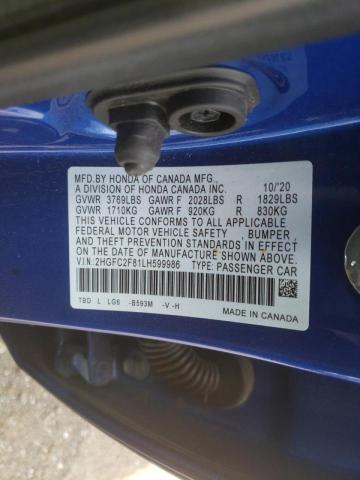 MFD.BY HONDA OF CANADA MFG.,
A DIVISION OF HONDA CANADA INC. 10/'20
GVWR 3769LBS GAWR F 2028LBS R 1829LBS
GVWR 1710KG GAWR F 920KG R 830KG
THIS VEHICLE CONFORMS TO ALL APPLICABLE
FEDERAL MOTOR VEHICLE SAFETY , BUMPER
AND THEFT PREVENTION STANDARDS IN EFFECT
ON THE DATE OF MANUFACTURE SHOWN ABOVE.
V.I.N.:2HGFC2F81LH599986 TYPE: PASSENGER CAR
TBD L LG6 -B593M -V -H
MADE IN CANADA